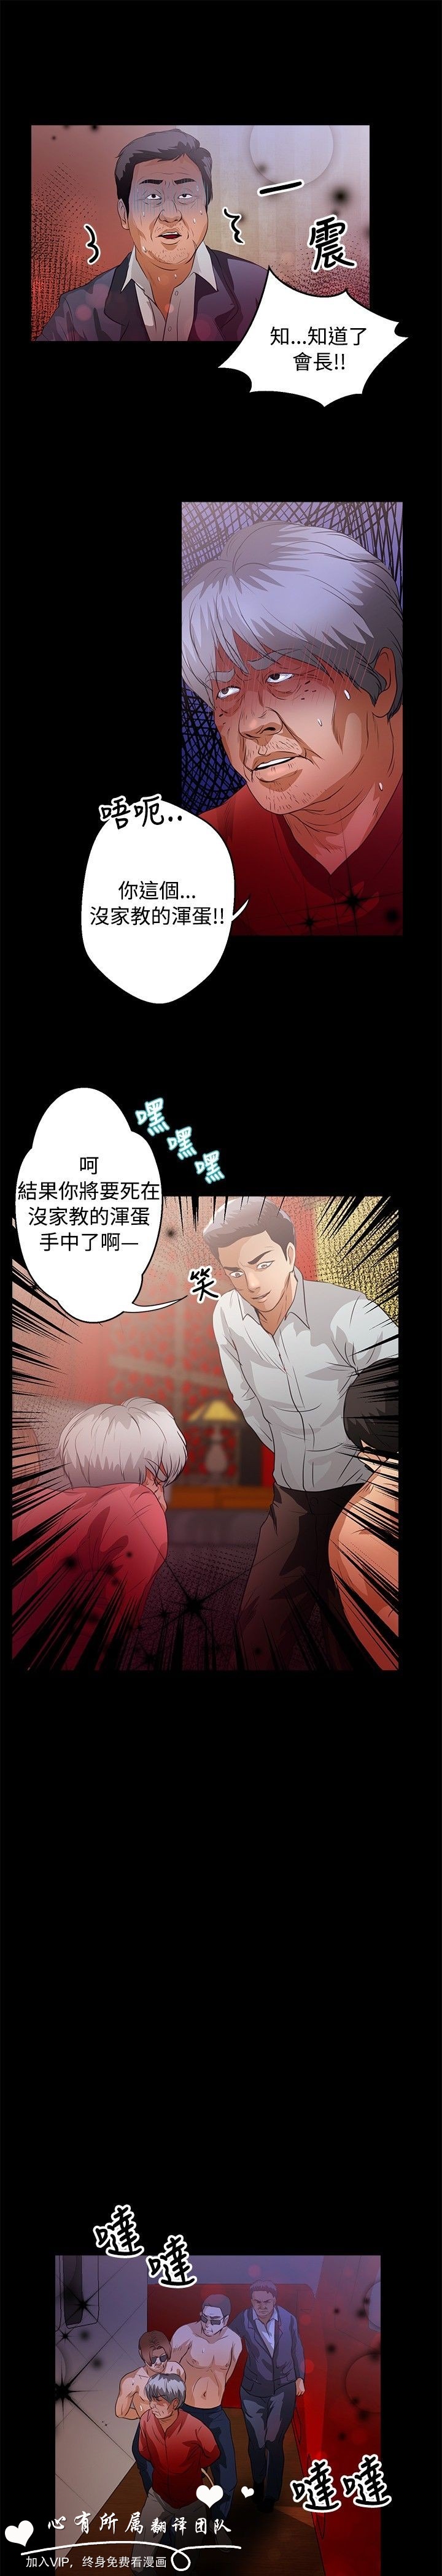 震
知...知道了
會長!!
唔呃..
你這個...
沒家教的渾蛋!!
嘿
嘿
嘿
呵
結果你將要死在
沒家教的渾蛋
手中了啊—
笑
噠
噠
噠噠
心有所属翻译团队
加入VIP，终身免费看漫画